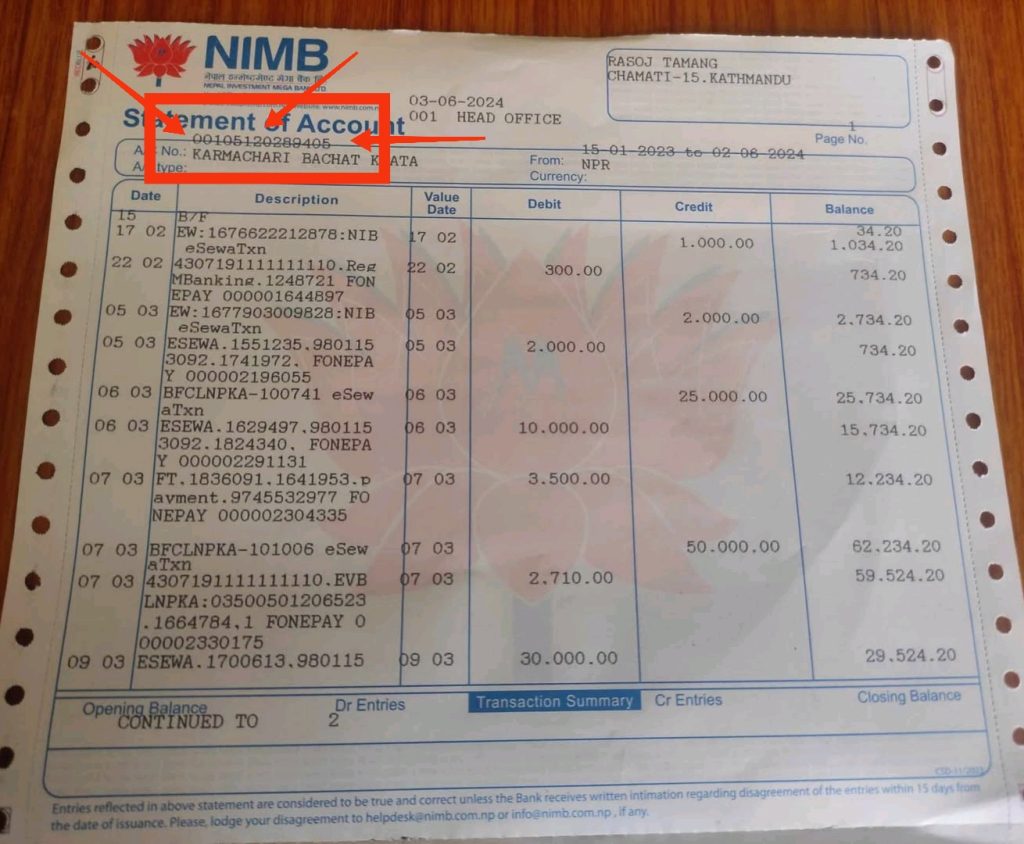 NIMB
नेपाल इन्भेष्टमेण्ट मेगा बैंक लि
NEPAL INVESTMENT MEGA BANK LTD.
www.nimb.com.n
RASOJ TAMANG
CHAMATI-15.KATHMANDU
03-06-2024
Statement of Account
001 HEAD OFFICE
1
Page No.
00105120289405
A/c No.:
KARMACHARI BACHAT KHATA
A/c type:
15-01-2023 to 02-06-2024
From:
NPR
Currency:
Date Description Value Date Debit Credit Balance
15 B/F 34.20
17 02 EW:1676622212878:NIB 17 02 1.000.00 1.034.20
eSewaTxn
22 02 4307191111111110.Reg 22 02 300.00 734.20
MBanking.1248721 FON
EPAY 000001644897
05 03 EW:1677903009828:NIB 05 03 2.000.00 2.734.20
eSewaTxn
05 03 ESEWA.1551235.980115 05 03 2.000.00 734.20
3092.1741972. FONEPA
Y 000002196055
06 03 BFCLNPKA-100741 eSew 06 03 25.000.00 25.734.20
aTxn
06 03 ESEWA.1629497.980115 06 03 10.000.00 15.734.20
3092.1824340. FONEPA
Y 000002291131
07 03 FT.1836091.1641953.p 07 03 3.500.00 12.234.20
ayment.9745532977 FO
NEPAY 000002304335
07 03 BFCLNPKA-101006 eSew 07 03 50.000.00 62.234.20
aTxn
07 03 4307191111111110.EVB 07 03 2.710.00 59.524.20
LNPKA:03500501206523
.1664784.1 FONEPAY 0
00002330175
09 03 ESEWA.1700613.980115 09 03 30.000.00 29.524.20
Opening Balance Dr Entries Transaction Summary Cr Entries Closing Balance
CONTINUED TO 2
CSD-11/2023
Entries reflected in above statement are considered to be true and correct unless the Bank receives written intimation regarding disagreement of the entries within 15 days from
the date of issuance. Please, lodge your disagreement to helpdesk@nimb.com.np or info@nimb.com.np , if any.